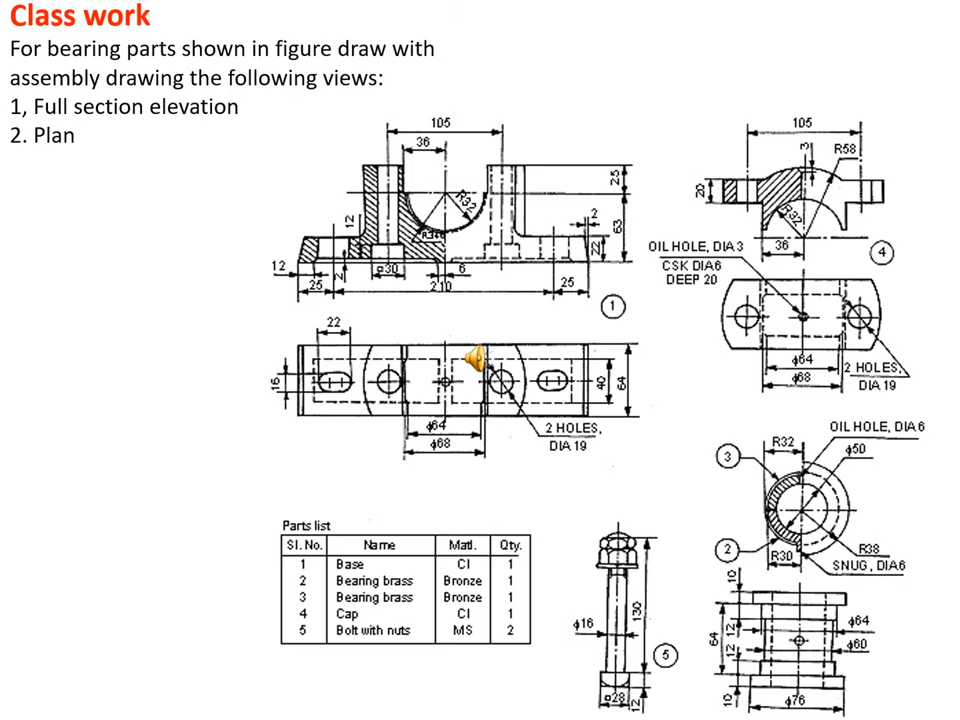 Class work
For bearing parts shown in figure draw with
assembly drawing the following views:
1, Full section elevation
2. Plan
105
36
25
R32
12
2
63
22
12
2
□30
6
25
210
25
1
105
3
R58
20
R32
36
4
OIL HOLE, DIA 3
CSK DIA6
DEEP 20
22
16
40
64
ϕ64
ϕ68
2 HOLES,
DIA 19
ϕ64
ϕ68
2 HOLES,
DIA 19
OIL HOLE, DIA 6
R32
ϕ50
3
2
R38
R30
SNUG, DIA6
10
12
64
12
10
ϕ64
ϕ60
ϕ76
Parts list
Sl. No. Name Matl. Qty.
1 Base CI 1
2 Bearing brass Bronze 1
3 Bearing brass Bronze 1
4 Cap CI 1
5 Bolt with nuts MS 2
ϕ16
130
5
□28
12